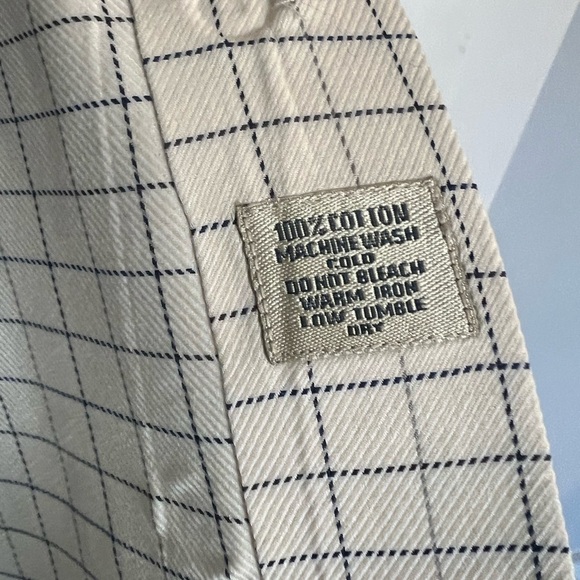 100% COTTON
MACHINE WASH
COLD
DO NOT BLEACH
WARM IRON
LOW TUMBLE
DRY